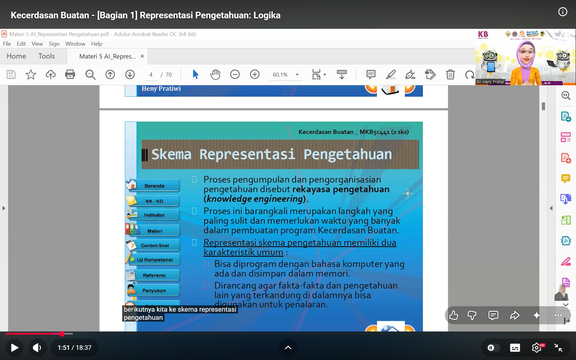 Kecerdasan Buatan - [Bagian 1] Representasi Pengetahuan: Logika
Materi 5 AI_Representasi Pengetahuan.pdf - Adobe Acrobat Reader DC (64-bit)
File Edit View Sign Window Help
Home Tools Materi 5 AI_Repres... ×
4 / 70
60,1%
KB
Heny Pratiwi
Kecerdasan Buatan _ MKB5c441 (2 sks)
Skema Representasi Pengetahuan
Beranda
SK - KD
Indikator
Materi
Contoh Soal
Uji Kompetensi
Referensi
Penyusun
Proses pengumpulan dan pengorganisasian
pengetahuan disebut rekayasa pengetahuan
(knowledge engineering).
Proses ini barangkali merupakan langkah yang
paling sulit dan memerlukan waktu yang banyak
dalam pembuatan program Kecerdasan Buatan.
Representasi skema pengetahuan memiliki dua
karakteristik umum :
Bisa diprogram dengan bahasa komputer yang
ada dan disimpan dalam memori.
Dirancang agar fakta-fakta dan pengetahuan
lain yang terkandung di dalamnya bisa
digunakan untuk penalaran.
berikutnya kita ke skema representasi
pengetahuan
1:51 / 18:37